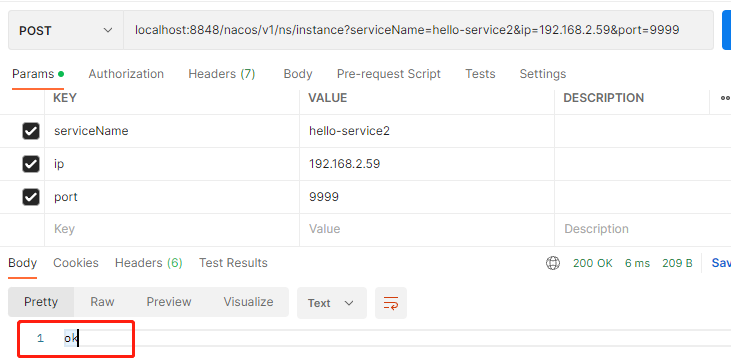 POST localhost:8848/nacos/v1/ns/instance?serviceName=hello-service2&ip=192.168.2.59&port=9999
Params Authorization Headers (7) Body Pre-request Script Tests Settings
KEY VALUE DESCRIPTION
serviceName hello-service2
ip 192.168.2.59
port 9999
Key Value Description
Body Cookies Headers (6) Test Results 200 OK 6 ms 209 B Sav
Pretty Raw Preview Visualize Text
1 ok